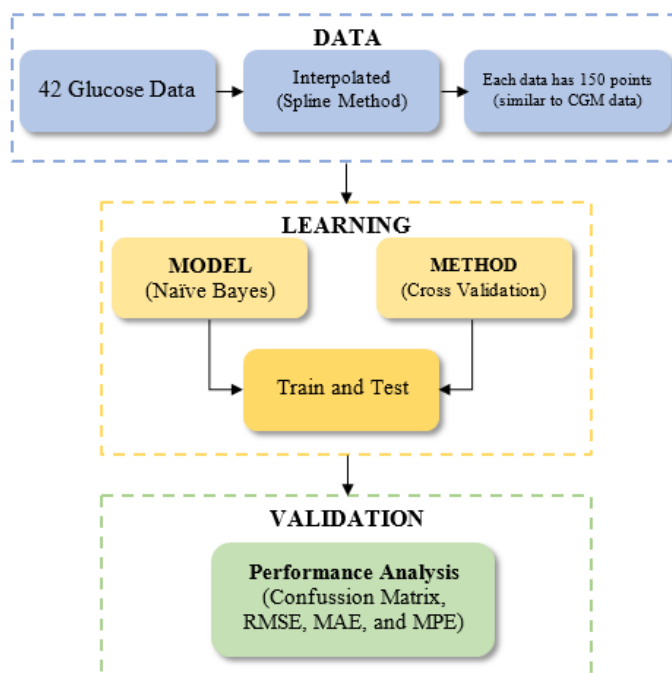 DATA
42 Glucose Data
Interpolated
(Spline Method)
Each data has 150 points
(similar to CGM data)
LEARNING
MODEL
(Naïve Bayes)
METHOD
(Cross Validation)
Train and Test
VALIDATION
Performance Analysis
(Confussion Matrix,
RMSE, MAE, and MPE)